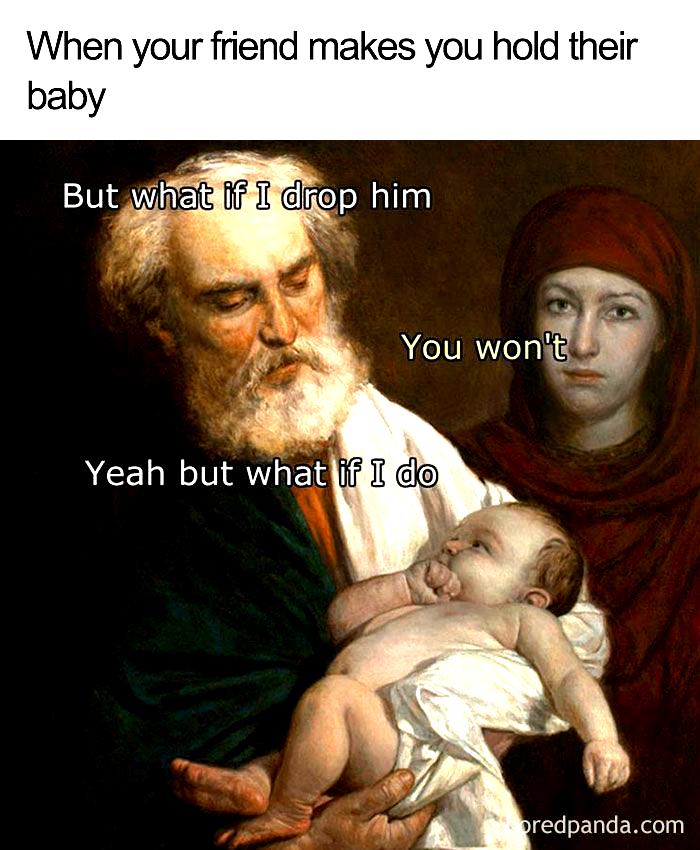 When your friend makes you hold their
baby
But what if I drop him
You won't
Yeah but what if I do
boredpanda.com